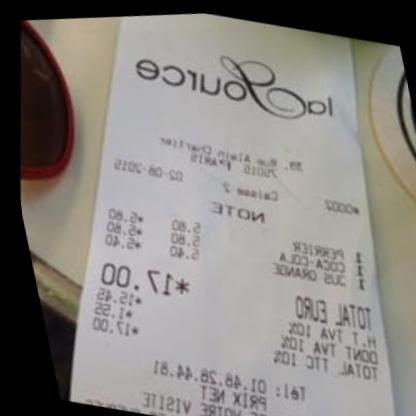 la Source
39, Rue Alain Chartier
75015 PARIS
02-08-2015
Caisse 2
#0002
NOTE
1 PERRIER 5.80 *5.80
1 COCA-COLA 5.80 *5.80
1 JUS ORANGE 5.40 *5.40
TOTAL EURO *17.00
H.T. TVA 10% *15.45
DONT TVA 10% *1.55
TOTAL TTC 10% *17.00
Tél: 01.48.28.44.81
PRIX NET
VOTRE VISITE